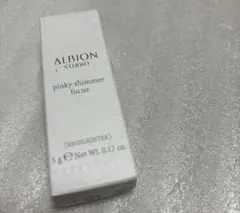 ALBION
STUDIO
pinky shimmer
focus
[HIGHLIGHTER]
5 g ℮ Net Wt. 0.17 oz.